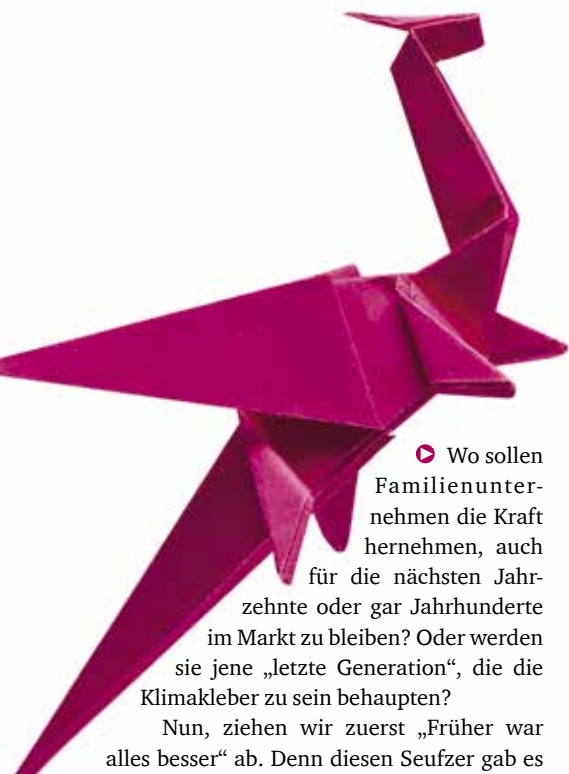 Wo sollen
Familienunter-
nehmen die Kraft
hernehmen, auch
für die nächsten Jahr-
zehnte oder gar Jahrhunderte
im Markt zu bleiben? Oder werden
sie jene „letzte Generation“, die die
Klimakleber zu sein behaupten?
Nun, ziehen wir zuerst „Früher war
alles besser“ ab. Denn diesen Seufzer gab es